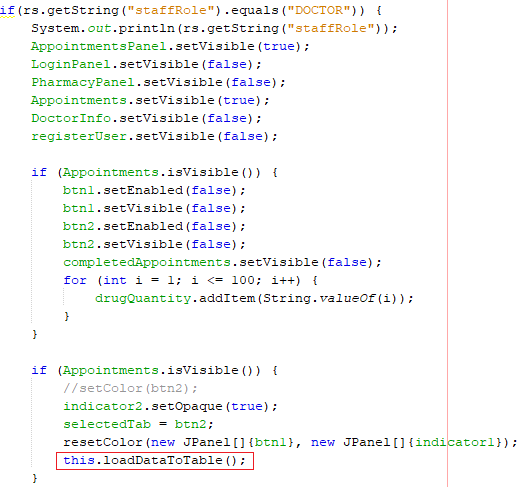 if(rs.getString("staffRole").equals("DOCTOR")) {
    System.out.println(rs.getString("staffRole"));
    AppointmentsPanel.setVisible(true);
    LoginPanel.setVisible(false);
    PharmacyPanel.setVisible(false);
    Appointments.setVisible(true);
    DoctorInfo.setVisible(false);
    registerUser.setVisible(false);

    if (Appointments.isVisible()) {
        btn1.setEnabled(false);
        btn1.setVisible(false);
        btn2.setEnabled(false);
        btn2.setVisible(false);
        completedAppointments.setVisible(false);
        for (int i = 1; i <= 100; i++) {
            drugQuantity.addItem(String.valueOf(i));
        }
    }

    if (Appointments.isVisible()) {
        //setColor(btn2);
        indicator2.setOpaque(true);
        selectedTab = btn2;
        resetColor(new JPanel[]{btn1}, new JPanel[]{indicator1});
        this.loadDataToTable();
    }